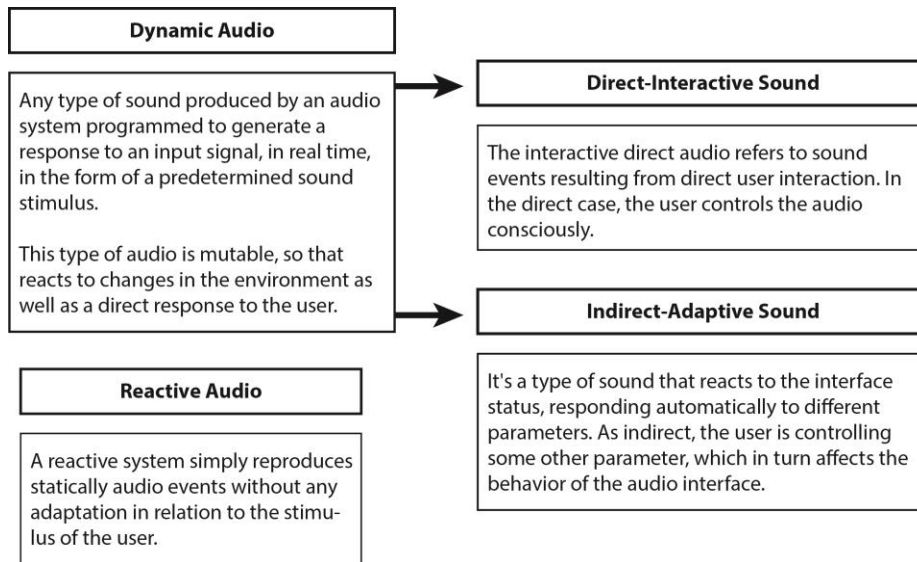 Dynamic Audio
Any type of sound produced by an audio
system programmed to generate a
response to an input signal, in real time,
in the form of a predetermined sound
stimulus.
This type of audio is mutable, so that
reacts to changes in the environment as
well as a direct response to the user.
Direct-Interactive Sound
The interactive direct audio refers to sound
events resulting from direct user interaction. In
the direct case, the user controls the audio
consciously.
Indirect-Adaptive Sound
It's a type of sound that reacts to the interface
status, responding automatically to different
parameters. As indirect, the user is controlling
some other parameter, which in turn affects the
behavior of the audio interface.
Reactive Audio
A reactive system simply reproduces
statically audio events without any
adaptation in relation to the stimu-
lus of the user.